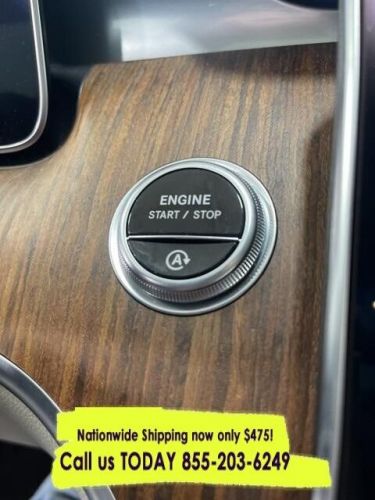 ENGINE
START / STOP
A
Nationwide Shipping now only $475!
Call us TODAY 855-203-6249